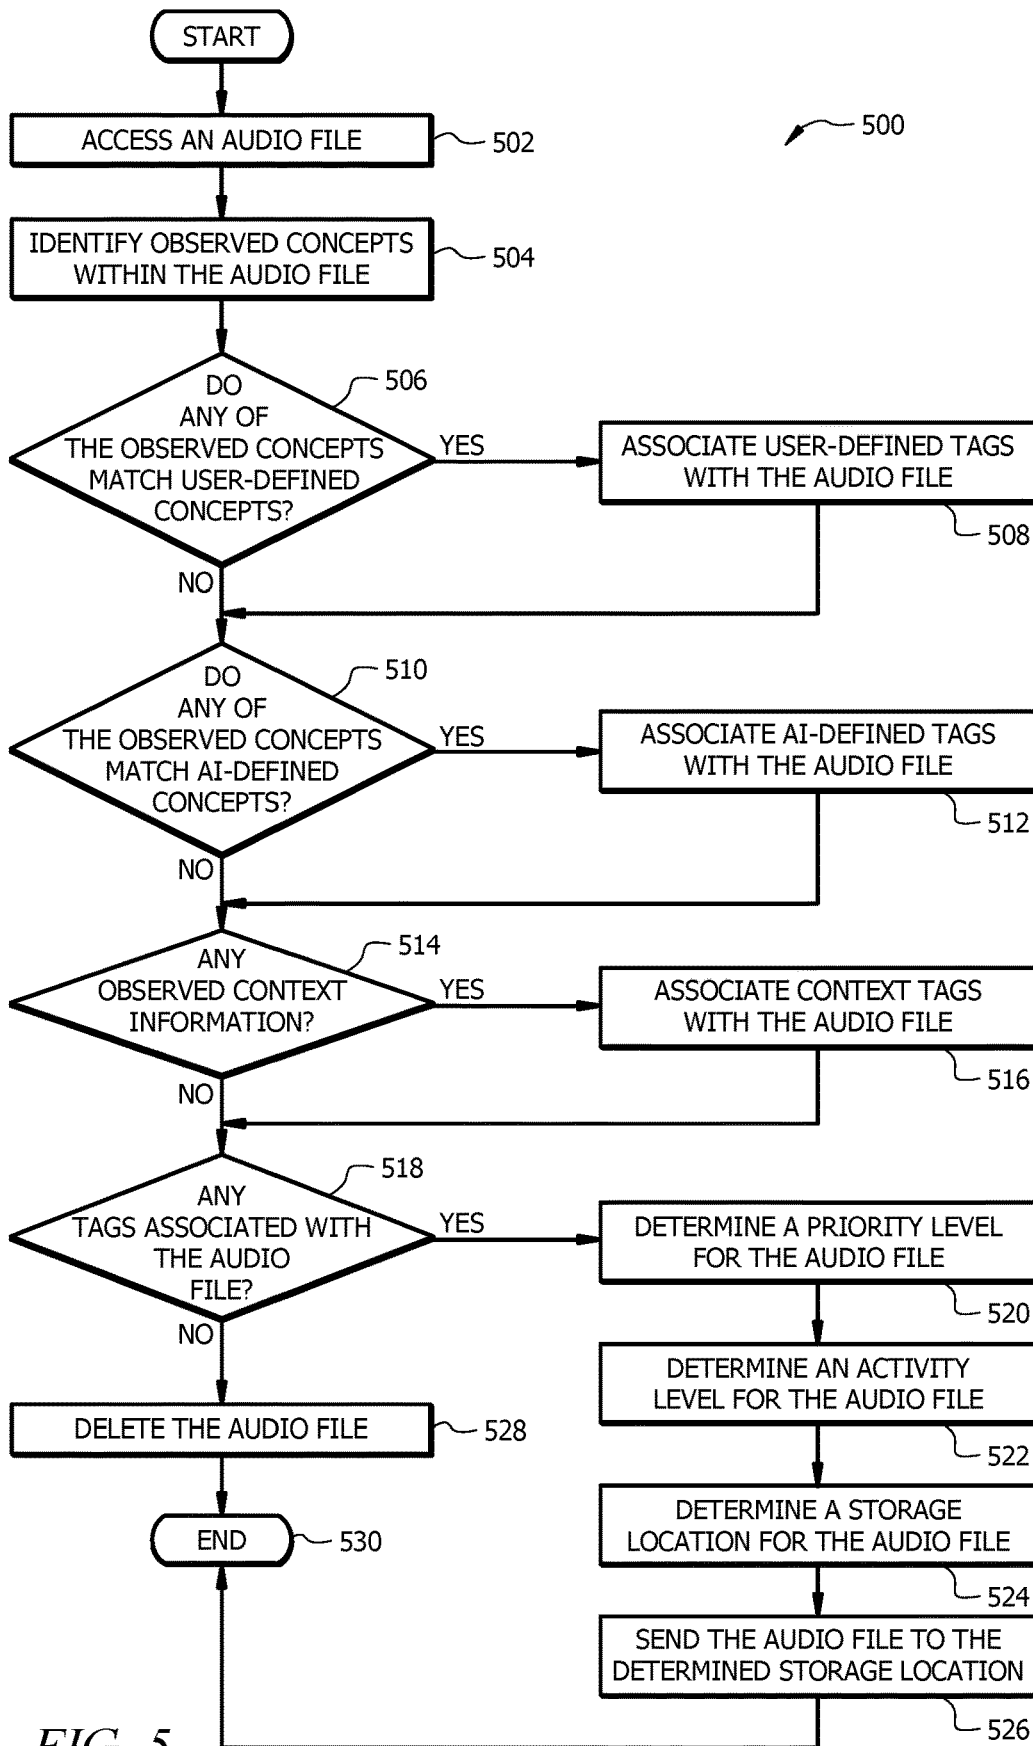 START
ACCESS AN AUDIO FILE
502
500
IDENTIFY OBSERVED CONCEPTS
WITHIN THE AUDIO FILE
504
DO
ANY OF
THE OBSERVED CONCEPTS
MATCH USER-DEFINED
CONCEPTS?
506
YES
ASSOCIATE USER-DEFINED TAGS
WITH THE AUDIO FILE
508
NO
DO
ANY OF
THE OBSERVED CONCEPTS
MATCH AI-DEFINED
CONCEPTS?
510
YES
ASSOCIATE AI-DEFINED TAGS
WITH THE AUDIO FILE
512
NO
ANY
OBSERVED CONTEXT
INFORMATION?
514
YES
ASSOCIATE CONTEXT TAGS
WITH THE AUDIO FILE
516
NO
ANY
TAGS ASSOCIATED WITH
THE AUDIO
FILE?
518
YES
DETERMINE A PRIORITY LEVEL
FOR THE AUDIO FILE
520
NO
DETERMINE AN ACTIVITY
LEVEL FOR THE AUDIO FILE
522
DELETE THE AUDIO FILE
528
DETERMINE A STORAGE
LOCATION FOR THE AUDIO FILE
524
END
530
SEND THE AUDIO FILE TO THE
DETERMINED STORAGE LOCATION
526
FIG. 5